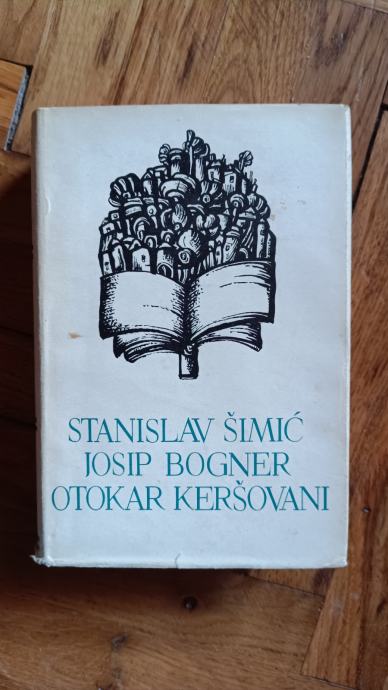 STANISLAV ŠIMIĆ
JOSIP BOGNER
OTOKAR KERŠOVANI